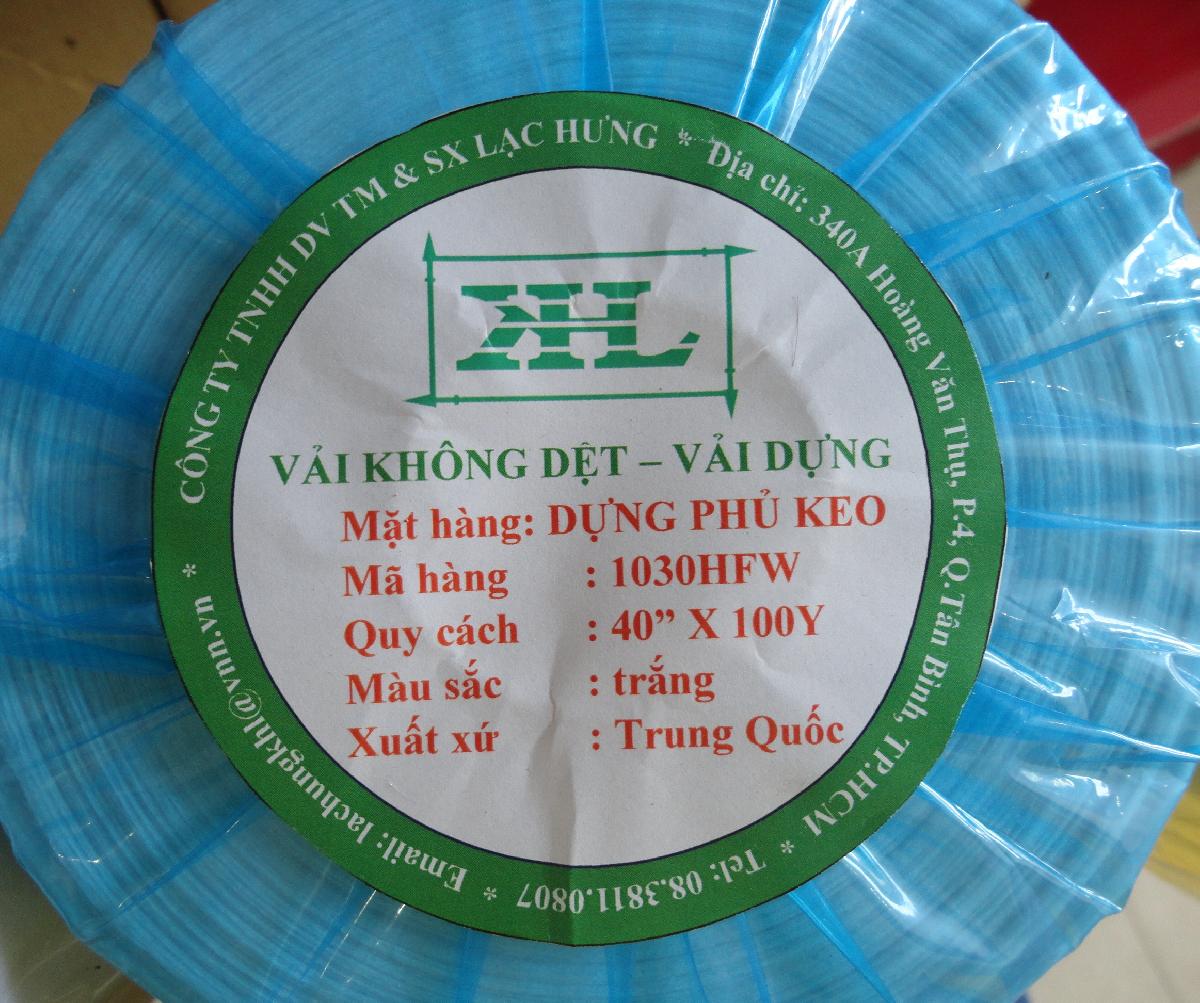 CÔNG TY TNHH DV TM & SX LẠC HƯNG * Địa chỉ: 340A Hoàng Văn Thụ, P.4, Q.Tân Bình, TP.HCM * Tel: 08.3811.0807 * Email: lachungkhl@vnn.vn *
KHL
VẢI KHÔNG DỆT – VẢI DỰNG
Mặt hàng: DỰNG PHỦ KEO
Mã hàng : 1030HFW
Quy cách : 40” X 100Y
Màu sắc : trắng
Xuất xứ : Trung Quốc